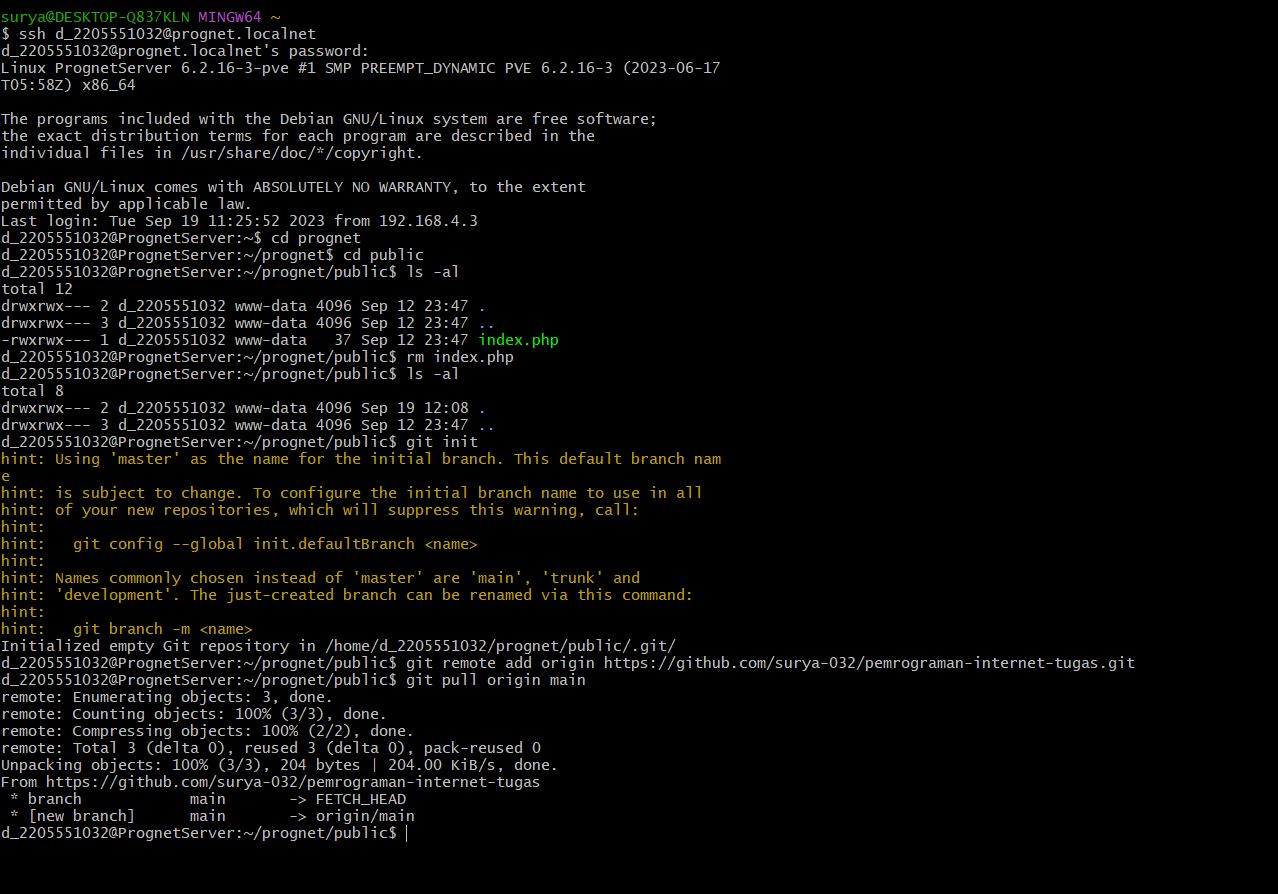 surya@DESKTOP-Q837KLN MINGW64 ~
$ ssh d_2205551032@prognet.localnet
d_2205551032@prognet.localnet's password:
Linux PrognetServer 6.2.16-3-pve #1 SMP PREEMPT_DYNAMIC PVE 6.2.16-3 (2023-06-17
T05:58Z) x86_64
The programs included with the Debian GNU/Linux system are free software;
the exact distribution terms for each program are described in the
individual files in /usr/share/doc/*/copyright.
Debian GNU/Linux comes with ABSOLUTELY NO WARRANTY, to the extent
permitted by applicable law.
Last login: Tue Sep 19 11:25:52 2023 from 192.168.4.3
d_2205551032@PrognetServer:~$ cd prognet
d_2205551032@PrognetServer:~/prognet$ cd public
d_2205551032@PrognetServer:~/prognet/public$ ls -al
total 12
drwxrwx--- 2 d_2205551032 www-data 4096 Sep 12 23:47 .
drwxrwx--- 3 d_2205551032 www-data 4096 Sep 12 23:47 ..
-rwxrwx--- 1 d_2205551032 www-data   37 Sep 12 23:47 index.php
d_2205551032@PrognetServer:~/prognet/public$ rm index.php
d_2205551032@PrognetServer:~/prognet/public$ ls -al
total 8
drwxrwx--- 2 d_2205551032 www-data 4096 Sep 19 12:08 .
drwxrwx--- 3 d_2205551032 www-data 4096 Sep 12 23:47 ..
d_2205551032@PrognetServer:~/prognet/public$ git init
hint: Using 'master' as the name for the initial branch. This default branch nam
e
hint: is subject to change. To configure the initial branch name to use in all
hint: of your new repositories, which will suppress this warning, call:
hint:
hint:   git config --global init.defaultBranch <name>
hint:
hint: Names commonly chosen instead of 'master' are 'main', 'trunk' and
hint: 'development'. The just-created branch can be renamed via this command:
hint:
hint:   git branch -m <name>
Initialized empty Git repository in /home/d_2205551032/prognet/public/.git/
d_2205551032@PrognetServer:~/prognet/public$ git remote add origin https://github.com/surya-032/pemrograman-internet-tugas.git
d_2205551032@PrognetServer:~/prognet/public$ git pull origin main
remote: Enumerating objects: 3, done.
remote: Counting objects: 100% (3/3), done.
remote: Compressing objects: 100% (2/2), done.
remote: Total 3 (delta 0), reused 3 (delta 0), pack-reused 0
Unpacking objects: 100% (3/3), 204 bytes | 204.00 KiB/s, done.
From https://github.com/surya-032/pemrograman-internet-tugas
 * branch            main       -> FETCH_HEAD
 * [new branch]      main       -> origin/main
d_2205551032@PrognetServer:~/prognet/public$